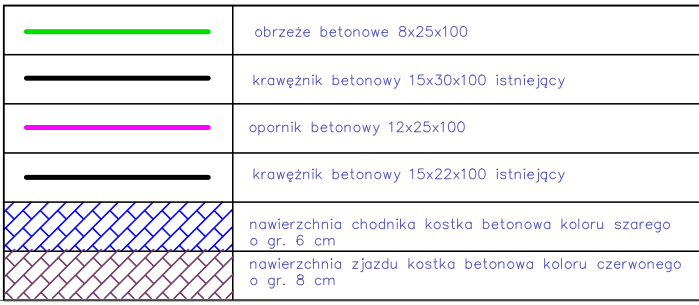 obrzeże betonowe 8x25x100
krawężnik betonowy 15x30x100 istniejący
opornik betonowy 12x25x100
krawężnik betonowy 15x22x100 istniejący
nawierzchnia chodnika kostka betonowa koloru szarego
o gr. 6 cm
nawierzchnia zjazdu kostka betonowa koloru czerwonego
o gr. 8 cm